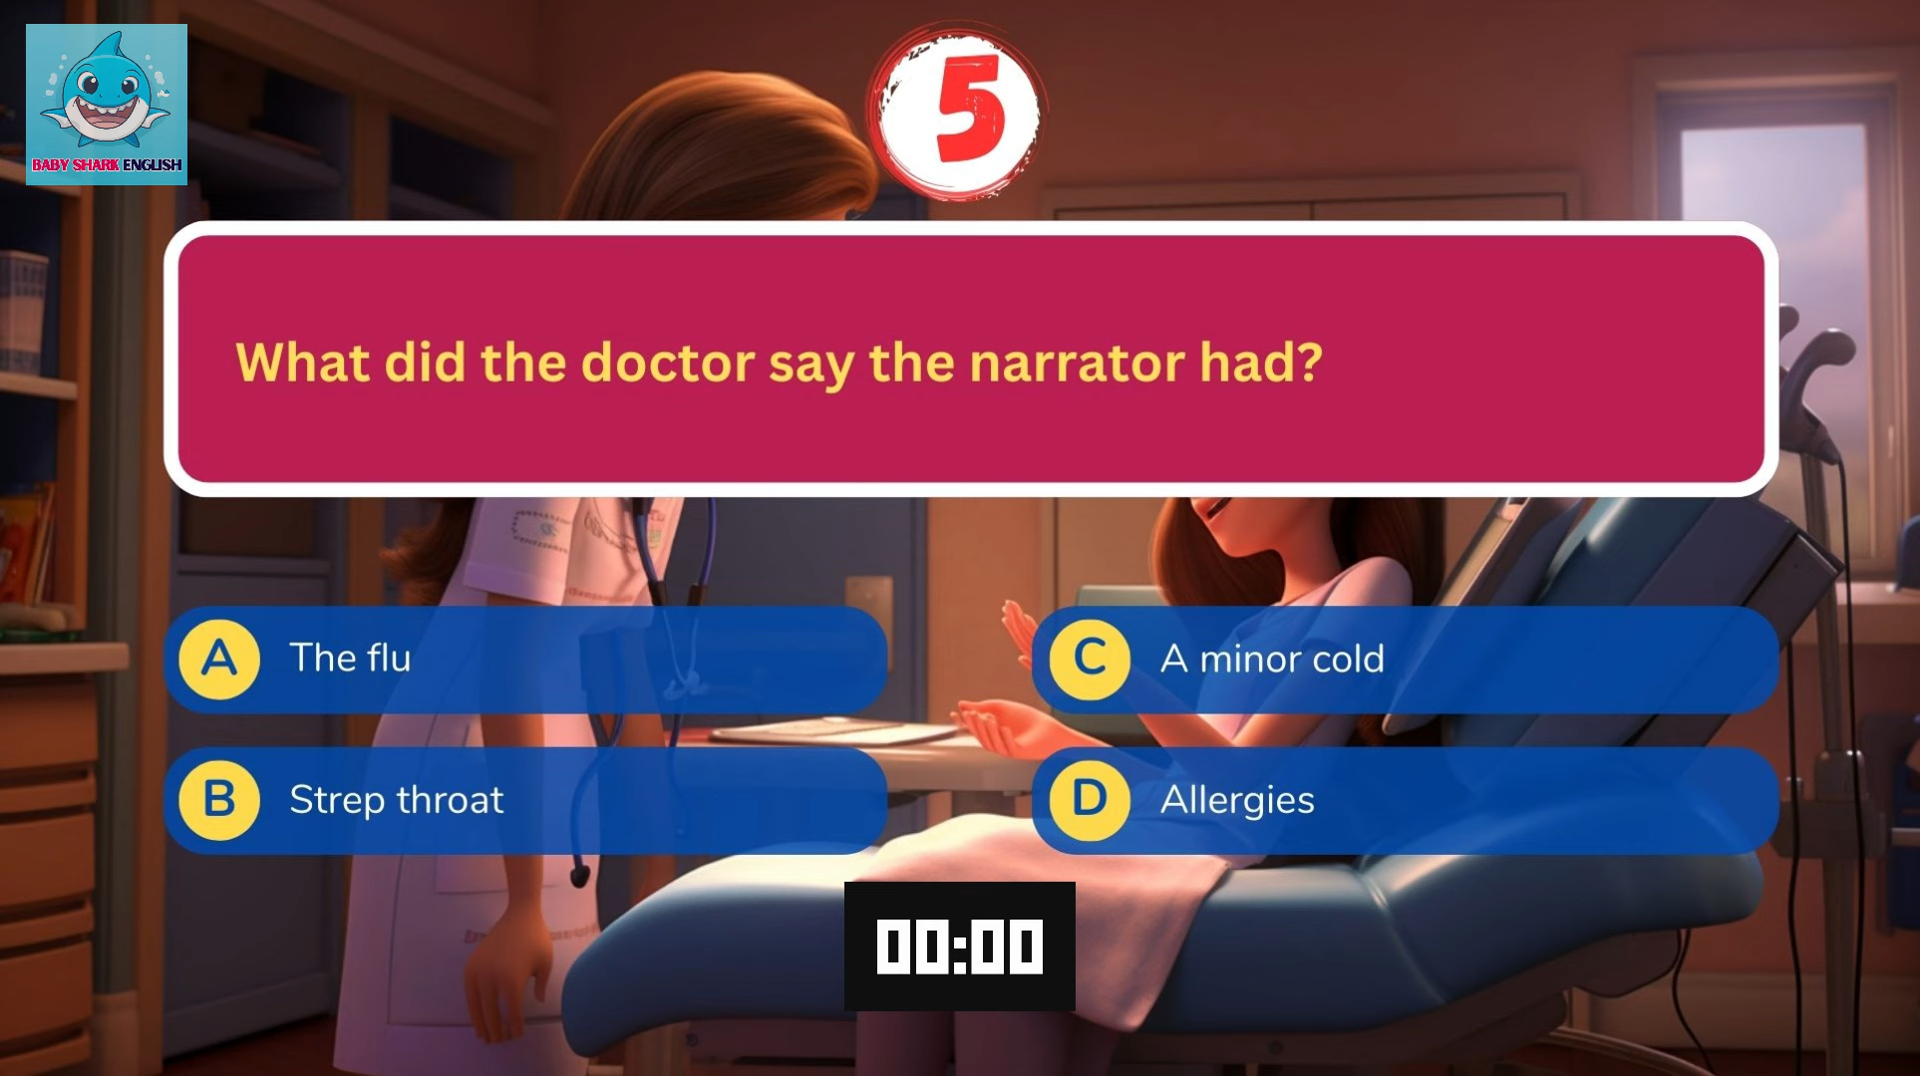 BABY SHARK ENGLISH
5
What did the doctor say the narrator had?
A The flu
B Strep throat
C A minor cold
D Allergies
00:00